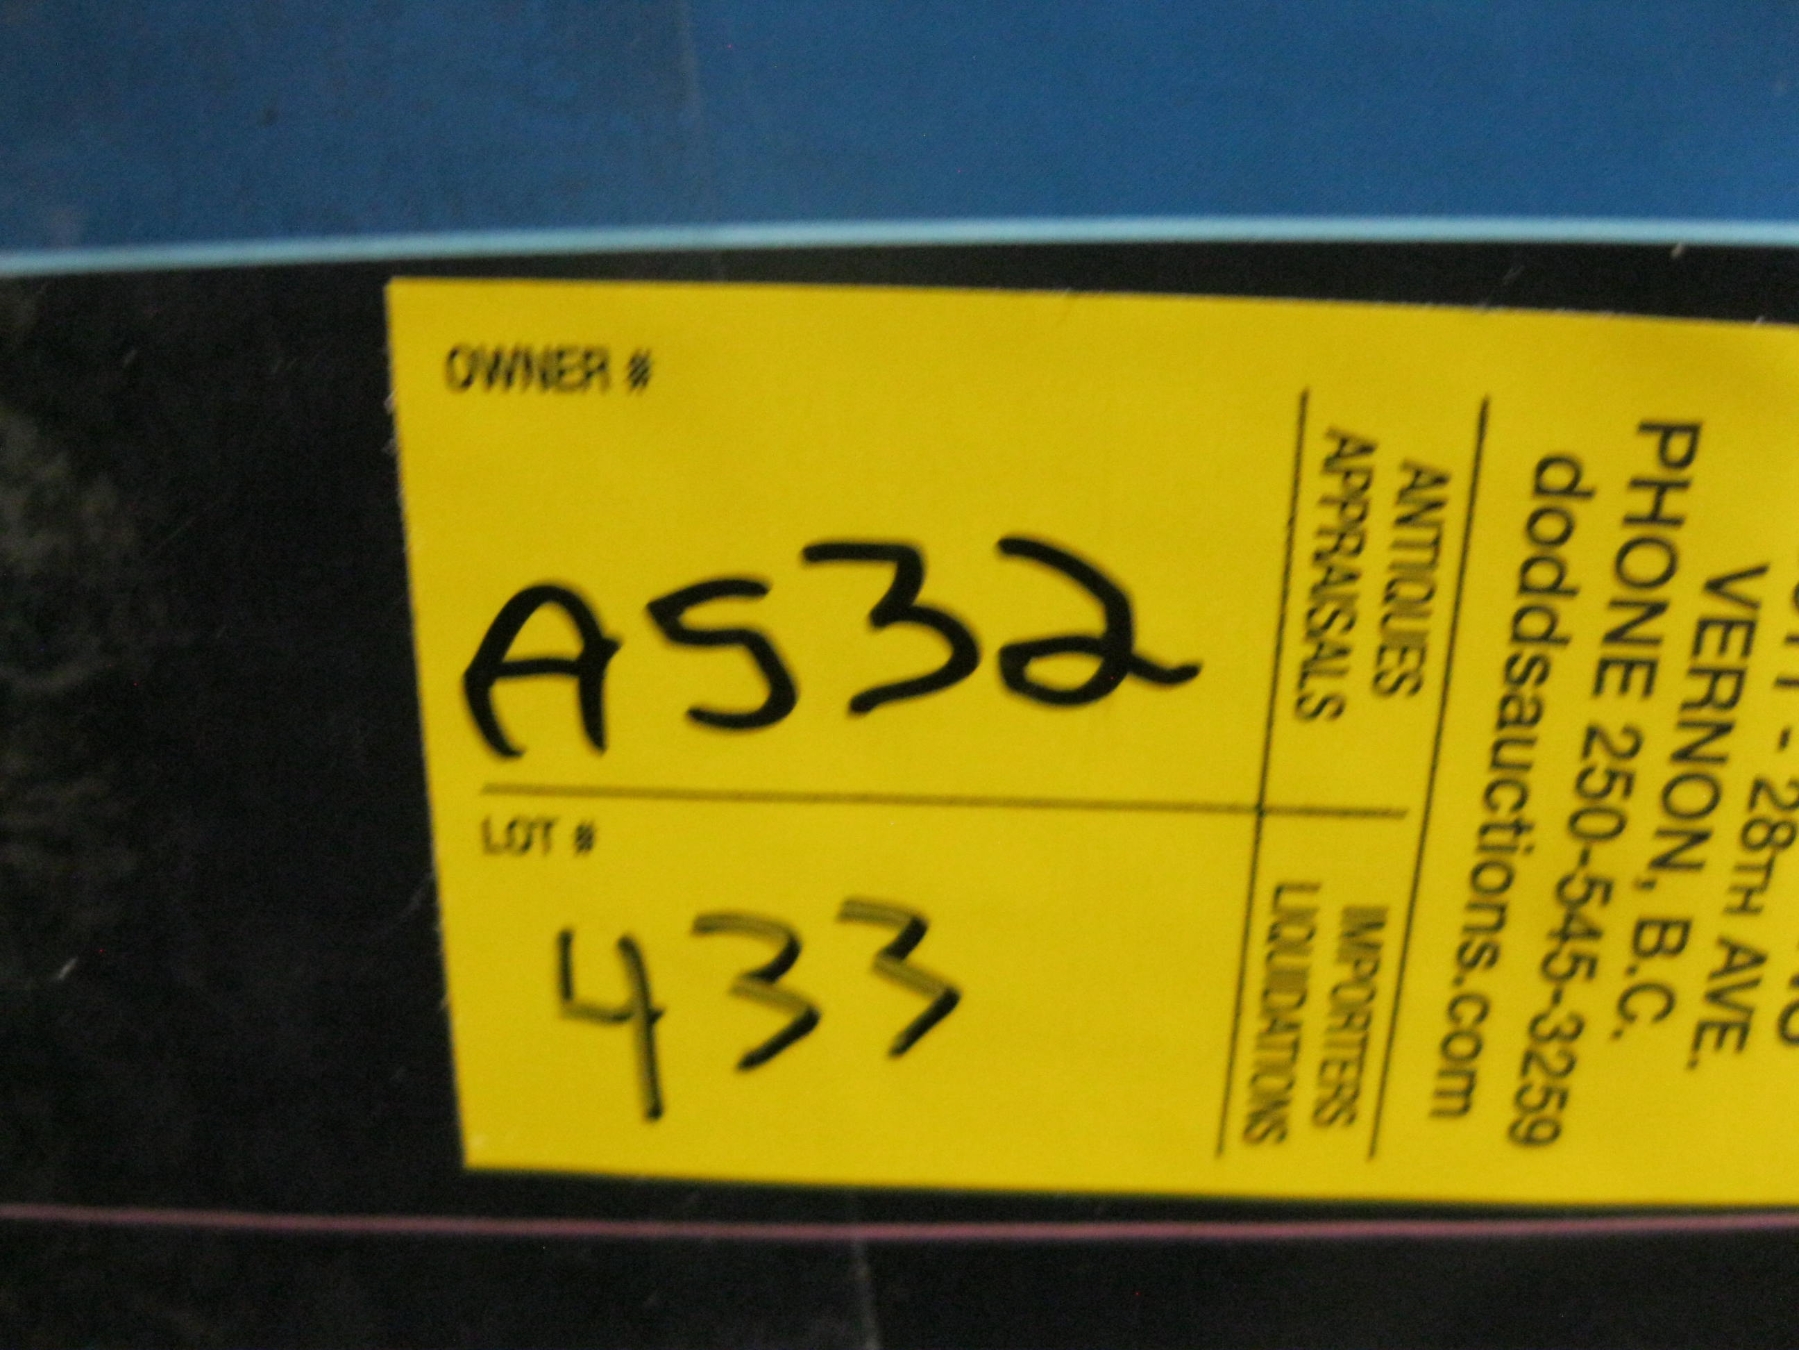 OWNER #
A532
LOT #
433
ANTIQUES
APPRAISALS
IMPORTERS
LIQUIDATIONS
28TH AVE.
VERNON, B.C.
PHONE 250-545-3259
doddsauctions.com